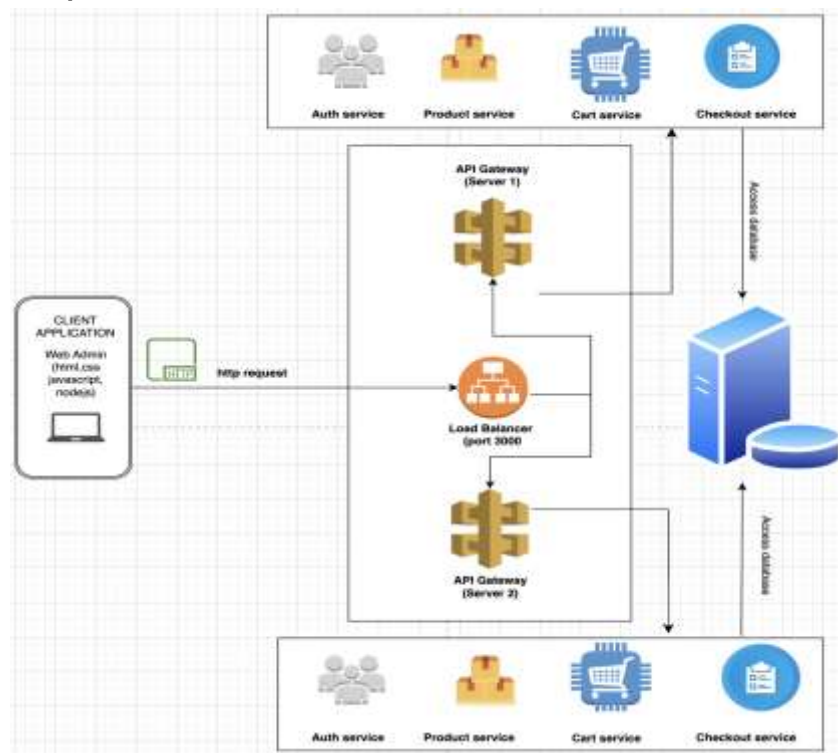 Auth service
Product service
Cart service
Checkout service
API Gateway
(Server 1)
Access database
CLIENT
APPLICATION
Web Admin
(html,css
javascript,
nodejs)
HTTP
http request
Load Balancer
(port 3000
API Gateway
(Server 2)
Access database
Auth service
Product service
Cart service
Checkout service